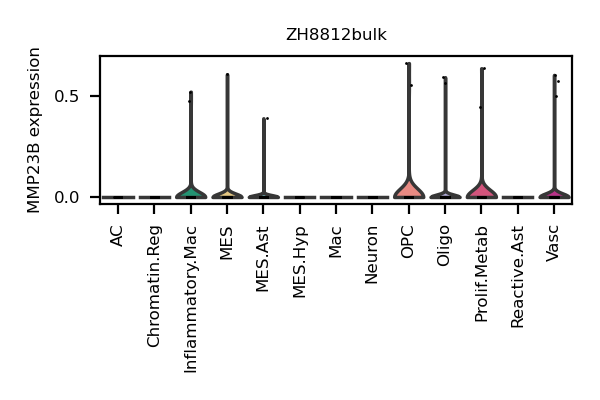 ZH8812bulk
MMP23B expression
0.5
0.0
AC
Chromatin.Reg
Inflammatory.Mac
MES
MES.Ast
MES.Hyp
Mac
Neuron
OPC
Oligo
Prolif.Metab
Reactive.Ast
Vasc